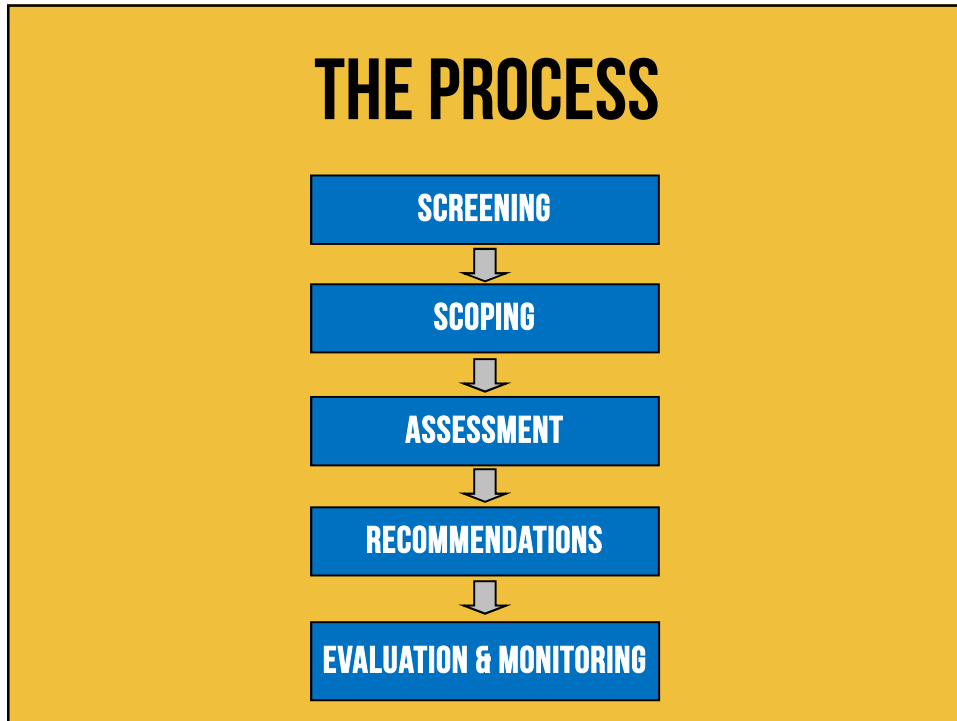 THE PROCESS
SCREENING
SCOPING
ASSESSMENT
RECOMMENDATIONS
EVALUATION & MONITORING